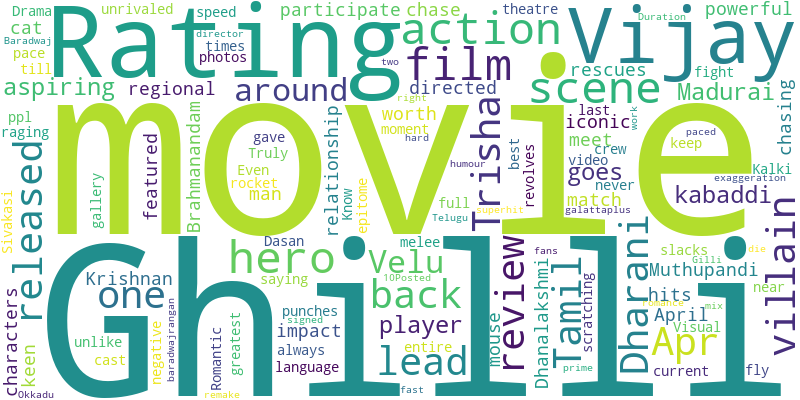 Drama
unrivaled
speed
participate
chase
theatre
Duration
powerful
cat
Baradwaj
Rating
director
times
two
action
Vijay
pace
till
photos
film
rescues
fight
aspiring
regional
around
directed
scene
Madurai
chasing
ppl
raging
movie
right
worth
moment
hard
last
iconic
work
paced
gave
Truly
Even
rocket
man
meet
crew
video
best
never
keep
Kalki
exaggeration
released
gallery
featured
Brahmanandam
relationship
Know
epitome
humour
full
Telugu
superhit
Trisha
revolves
goes
match
galattaplus
kabaddi
villain
Sivakasi
Ghilli
Dasan
saying
hero
melee
Velu
10Posted
fans
review
Dhanalakshmi
Tamil
scratching
Dharani
slacks
Gilli
die
Muthupandi
near
Krishnan
one
back
hits
romance
mix
April
Visual
characters
keen
Okkadu
unlike
cast
negative
baradwajrangan
Romantic
greatest
punches
signed
impact
always
language
remake
player
lead
entire
fast
mouse
prime
Apr
current
fly